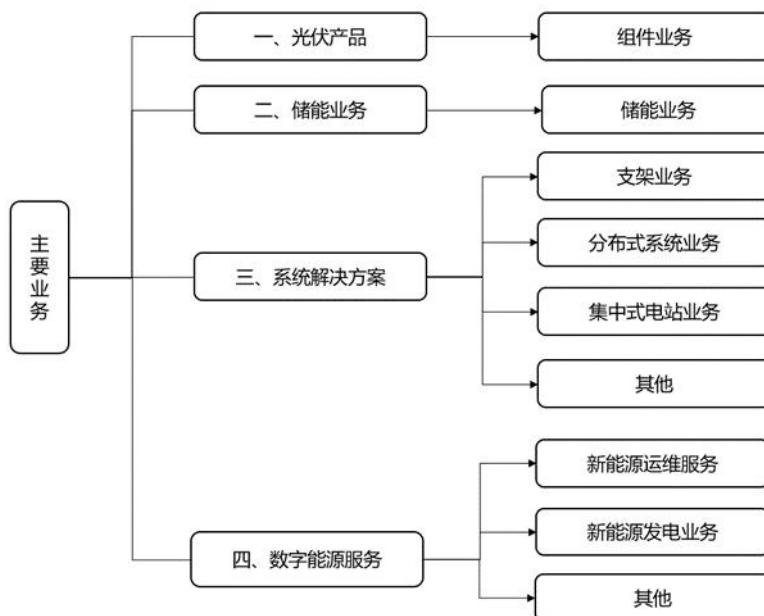 主要业务
一、光伏产品
组件业务
二、储能业务
储能业务
三、系统解决方案
支架业务
分布式系统业务
集中式电站业务
其他
四、数字能源服务
新能源运维服务
新能源发电业务
其他